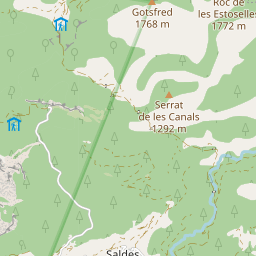 Gotsfred
1768 m
Roc de
les Estoselles
1772 m
Serrat
de les Canals
1292 m
Saldes